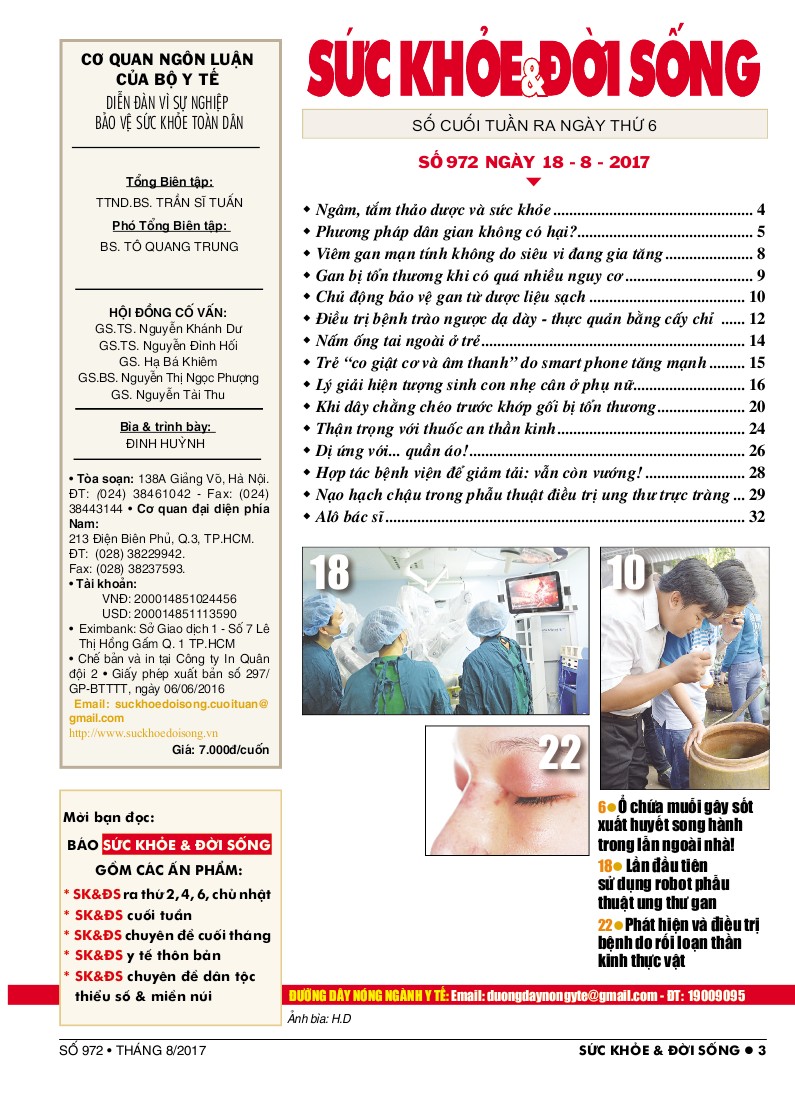 CƠ QUAN NGÔN LUẬN
CỦA BỘ Y TẾ
DIỄN ĐÀN VÌ SỰ NGHIỆP
BẢO VỆ SỨC KHỎE TOÀN DÂN
Tổng Biên tập:
TTND.BS. TRẦN SĨ TUẤN
Phó Tổng Biên tập:
BS. TÔ QUANG TRUNG
HỘI ĐỒNG CỐ VẤN:
GS.TS. Nguyễn Khánh Dư
GS.TS. Nguyễn Đình Hối
GS. Hạ Bá Khiêm
GS.BS. Nguyễn Thị Ngọc Phượng
GS. Nguyễn Tài Thu
Bìa & trình bày:
ĐINH HUỲNH
• Tòa soạn: 138A Giảng Võ, Hà Nội.
ĐT: (024) 38461042 - Fax: (024)
38443144 • Cơ quan đại diện phía
Nam:
213 Điện Biên Phủ, Q.3, TP.HCM.
ĐT: (028) 38229942.
Fax: (028) 38237593.
• Tài khoản:
VNĐ: 200014851024456
USD: 200014851113590
• Eximbank: Sở Giao dịch 1 - Số 7 Lê
Thị Hồng Gấm Q. 1 TP.HCM
• Chế bản và in tại Công ty In Quân
đội 2 • Giấy phép xuất bản số 297/
GP-BTTTT, ngày 06/06/2016
Email: suckhoedoisong.cuoituan@
gmail.com
http://www.suckhoedoisong.vn
Giá: 7.000đ/cuốn
Mời bạn đọc:
BÁO SỨC KHỎE & ĐỜI SỐNG
GỒM CÁC ẤN PHẨM:
* SK&ĐS ra thứ 2, 4, 6, chủ nhật
* SK&ĐS cuối tuần
* SK&ĐS chuyên đề cuối tháng
* SK&ĐS y tế thôn bản
* SK&ĐS chuyên đề dân tộc
thiểu số & miền núi
SỨC KHỎE & ĐỜI SỐNG
SỐ CUỐI TUẦN RA NGÀY THỨ 6
SỐ 972 NGÀY 18 - 8 - 2017
◆ Ngâm, tắm thảo dược và sức khỏe ................................................ 4
◆ Phương pháp dân gian không có hại?.......................................... 5
◆ Viêm gan mạn tính không do siêu vi đang gia tăng ..................... 8
◆ Gan bị tổn thương khi có quá nhiều nguy cơ ............................... 9
◆ Chủ động bảo vệ gan từ dược liệu sạch ..................................... 10
◆ Điều trị bệnh trào ngược dạ dày - thực quản bằng cấy chỉ ...... 12
◆ Nấm ống tai ngoài ở trẻ............................................................... 14
◆ Trẻ “co giật cơ và âm thanh” do smart phone tăng mạnh ......... 15
◆ Lý giải hiện tượng sinh con nhẹ cân ở phụ nữ........................... 16
◆ Khi dây chằng chéo trước khớp gối bị tổn thương..................... 20
◆ Thận trọng với thuốc an thần kinh ............................................. 24
◆ Dị ứng với... quần áo!.................................................................. 26
◆ Hợp tác bệnh viện để giảm tải: vẫn còn vướng! ........................ 28
◆ Nạo hạch chậu trong phẫu thuật điều trị ung thư trực tràng ... 29
◆ Alô bác sĩ...................................................................................... 32
18
10
22
6● Ổ chứa muỗi gây sốt
xuất huyết song hành
trong lẫn ngoài nhà!
18● Lần đầu tiên
sử dụng robot phẫu
thuật ung thư gan
22● Phát hiện và điều trị
bệnh do rối loạn thần
kinh thực vật
ĐƯỜNG DÂY NÓNG NGÀNH Y TẾ: Email: duongdaynongyte@gmail.com - ĐT: 19009095
Ảnh bìa: H.D
SỐ 972 • THÁNG 8/2017
SỨC KHỎE & ĐỜI SỐNG ● 3